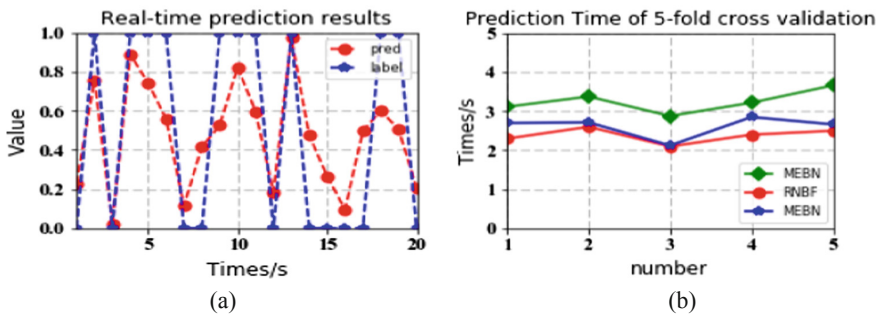 Real-time prediction results
Prediction Time of 5-fold cross validation
1.0
0.8
0.6
0.4
0.2
0.0
Value
pred
label
5
10
15
20
Times/s
(a)
5
4
3
2
1
0
Times/s
MEBN
RNBF
MEBN
1
2
3
4
5
number
(b)